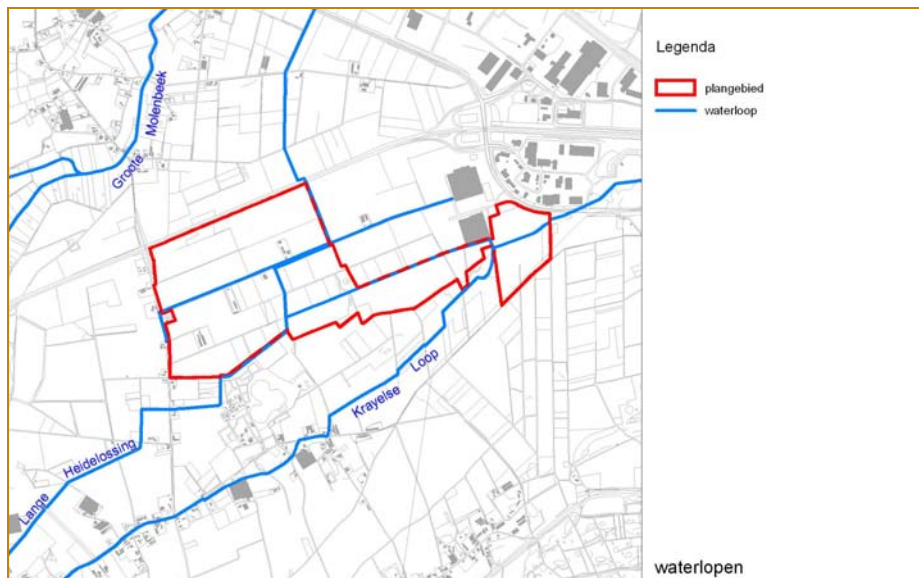 Legenda
plangebied
waterloop
Groote Molenbeek
Krayelse Loop
Lange Heidelossing
waterlopen